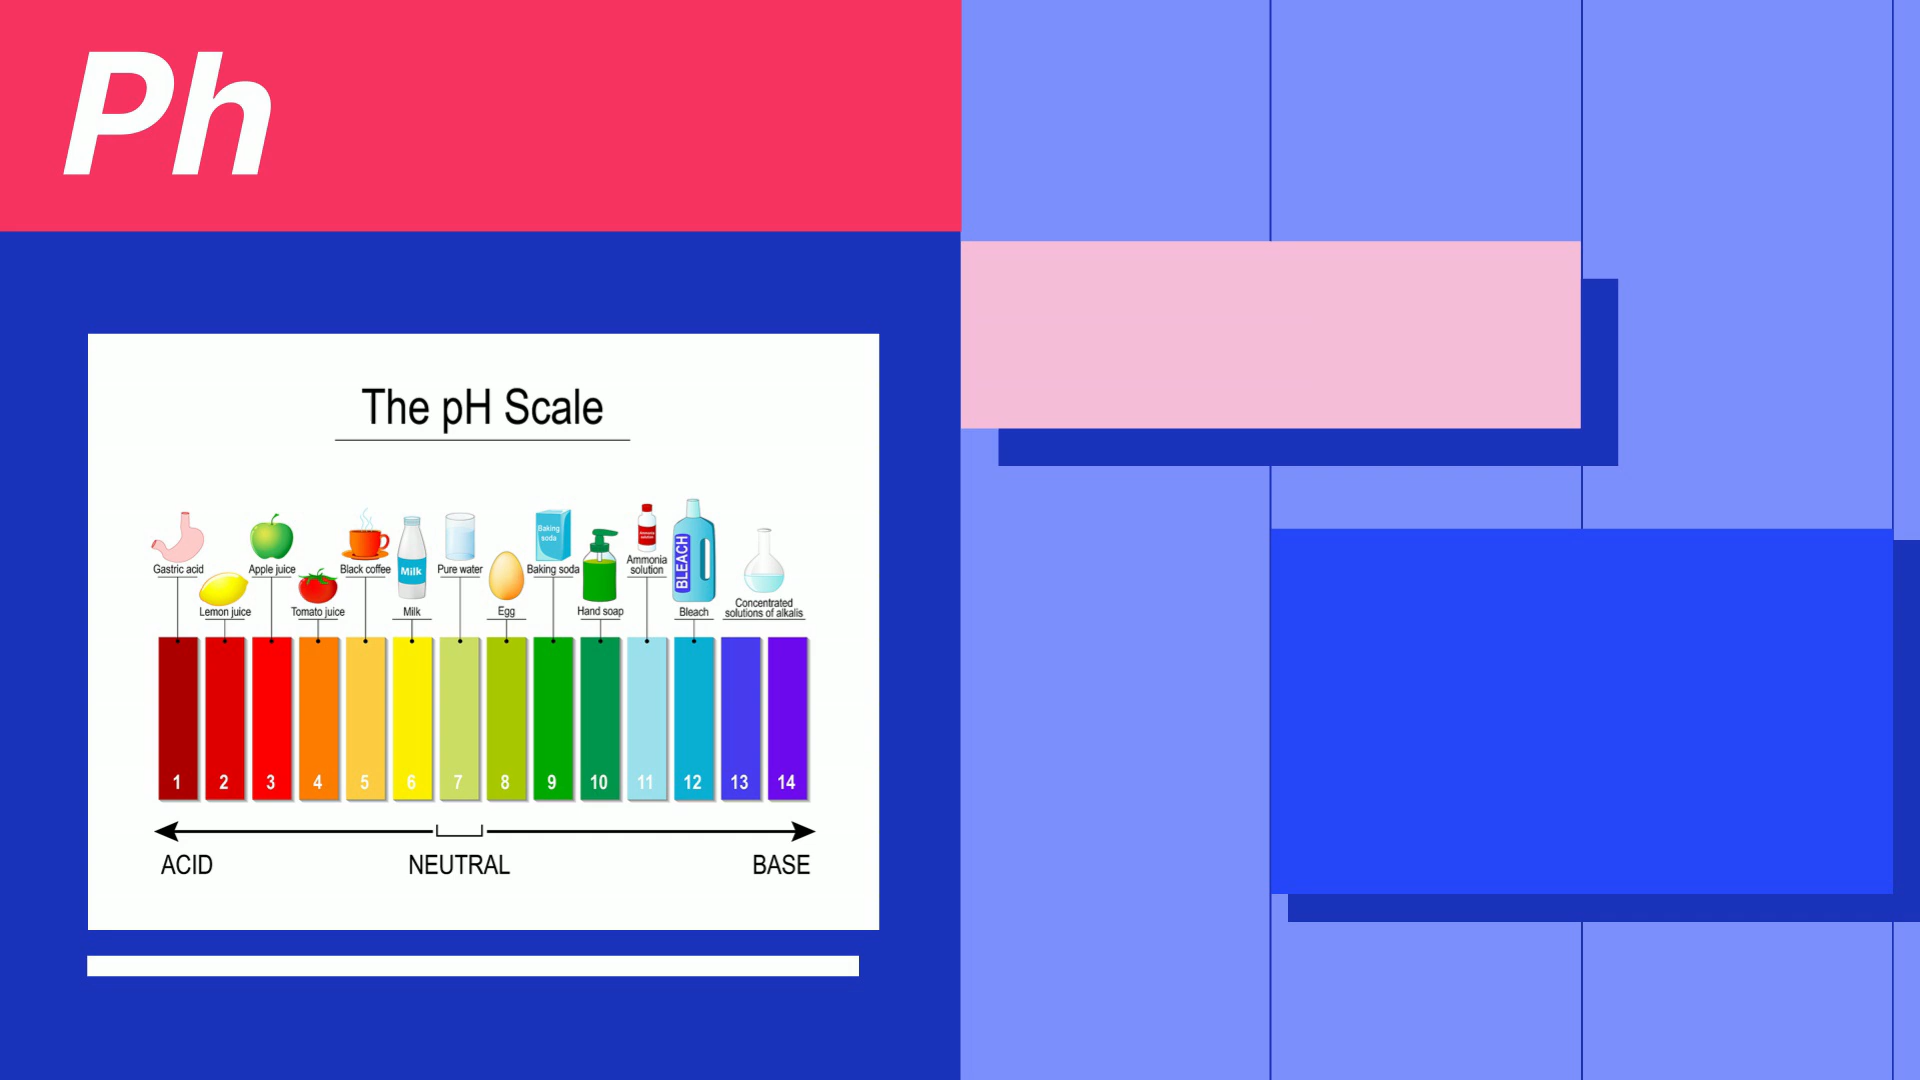 Ph
The pH Scale
Gastric acid
Lemon juice
Apple juice
Tomato juice
Black coffee
Milk
Milk
Pure water
Egg
Baking
soda
Baking soda
Hand soap
Ammonia
solution
BLEACH
Bleach
Concentrated
solutions of alkalis
1 2 3 4 5 6 7 8 9 10 11 12 13 14
ACID NEUTRAL BASE